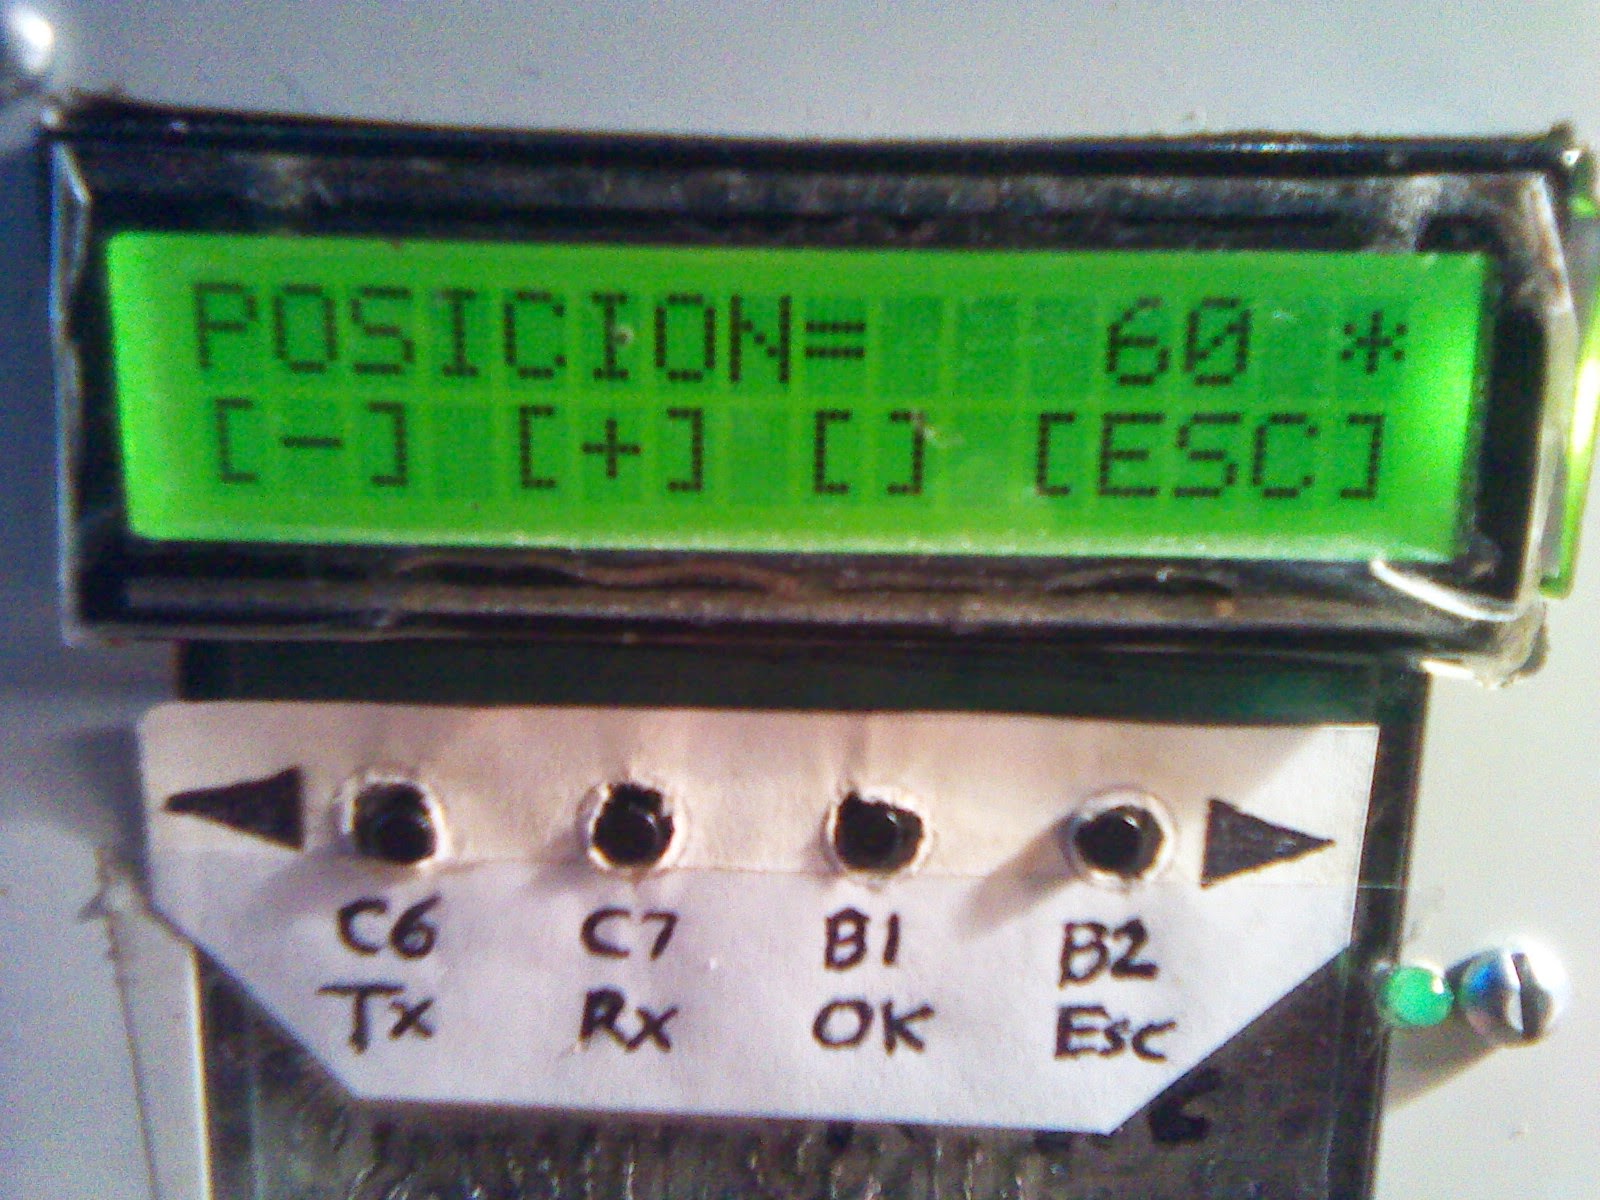 POSICION= 60 *
[-] [+] [] [ESC]
C6 C7 B1 B2
Tx Rx OK Esc